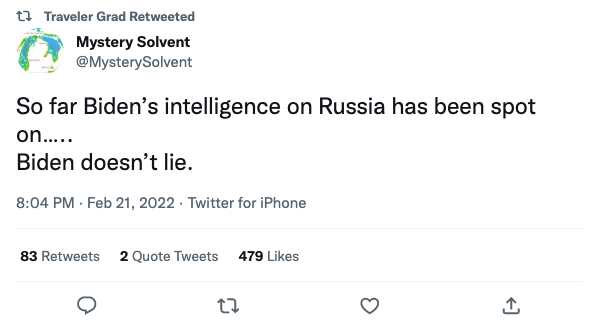 Traveler Grad Retweeted
Mystery Solvent
@MysterySolvent
So far Biden’s intelligence on Russia has been spot
on.....
Biden doesn’t lie.
8:04 PM · Feb 21, 2022 · Twitter for iPhone
83 Retweets 2 Quote Tweets 479 Likes